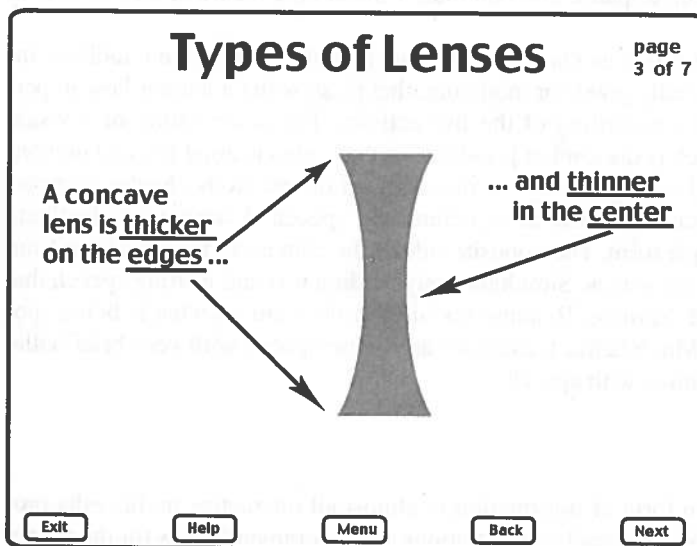 Types of Lenses
page
3 of 7
A concave
lens is thicker
on the edges...
... and thinner
in the center
Exit
Help
Menu
Back
Next